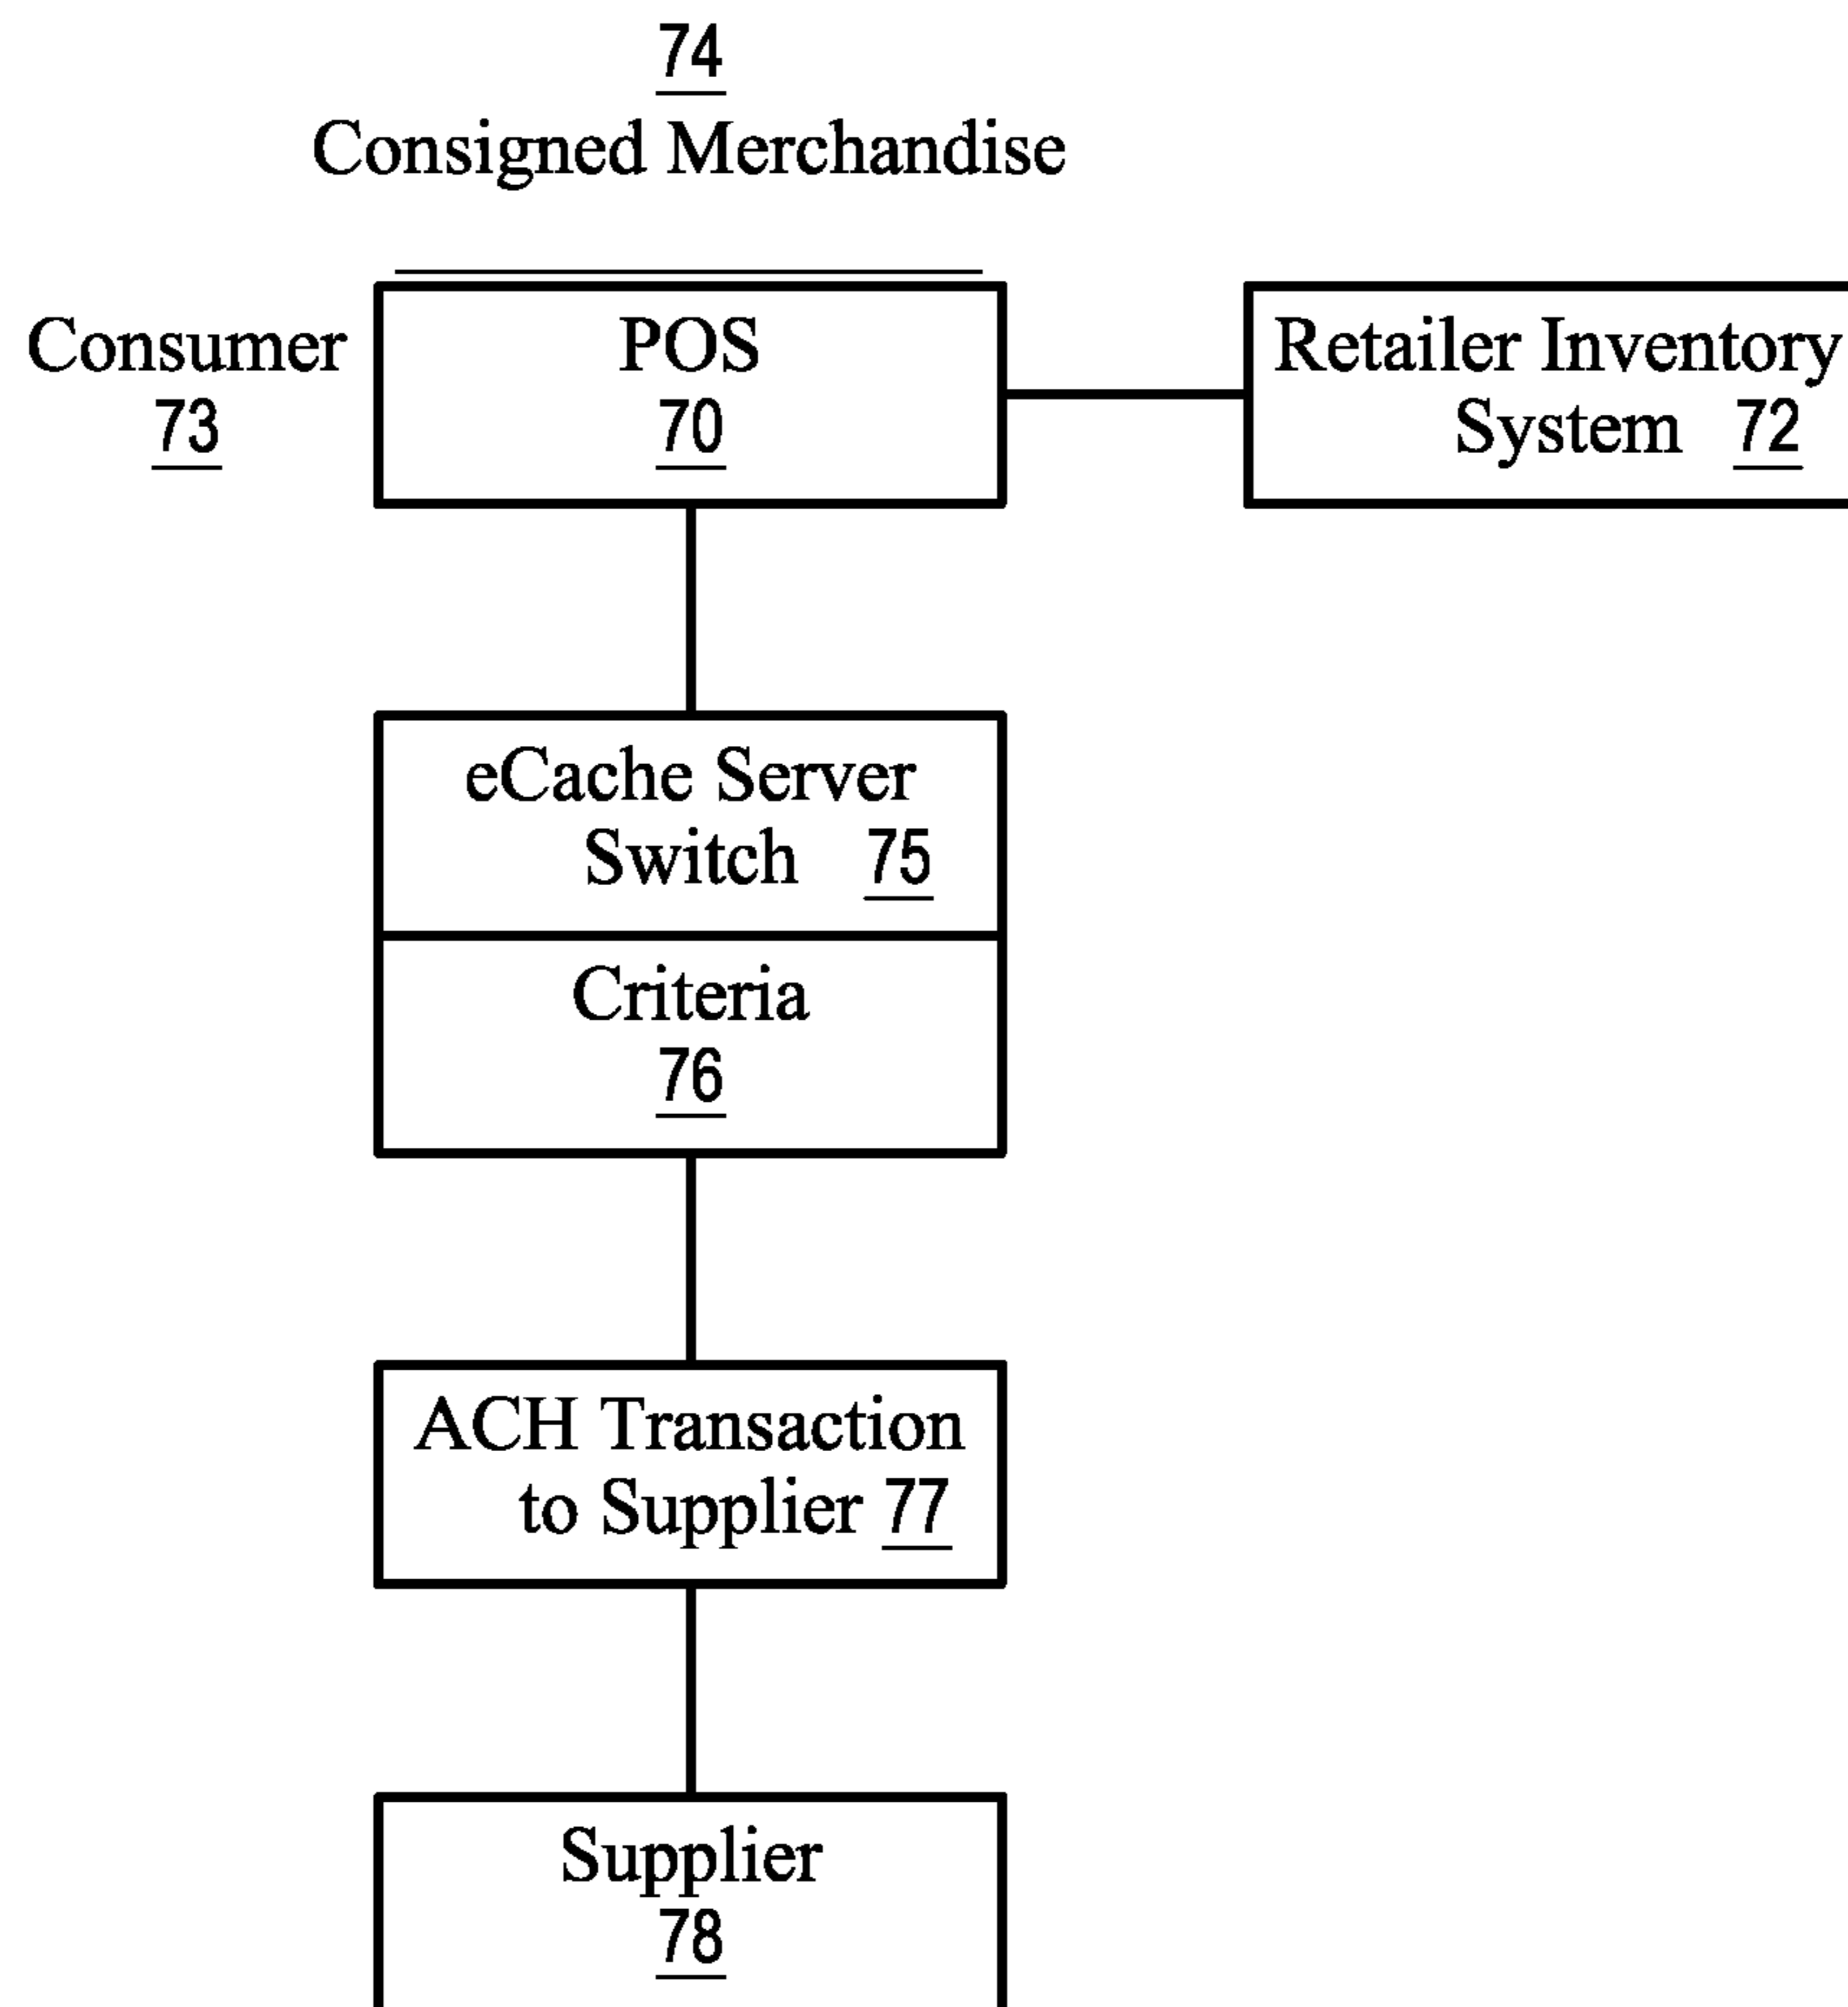 74
Consigned Merchandise
Consumer
73
POS
70
Retailer Inventory
System 72
eCache Server
Switch 75
Criteria
76
ACH Transaction
to Supplier 77
Supplier
78